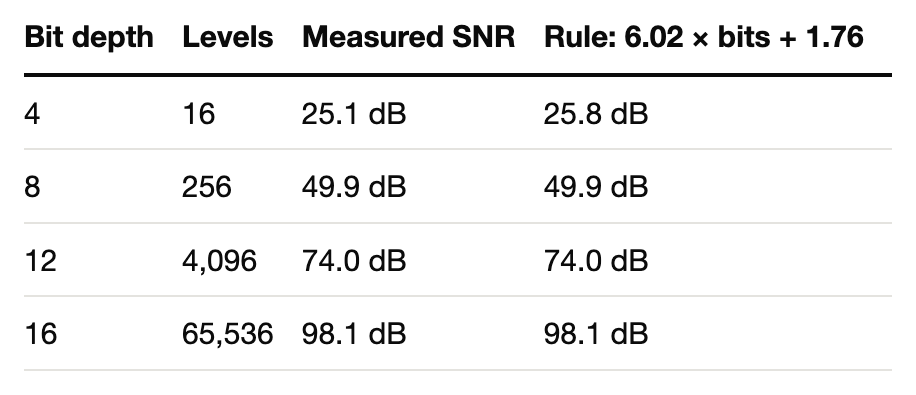 Bit depth Levels Measured SNR Rule: 6.02 × bits + 1.76
4 16 25.1 dB 25.8 dB
8 256 49.9 dB 49.9 dB
12 4,096 74.0 dB 74.0 dB
16 65,536 98.1 dB 98.1 dB